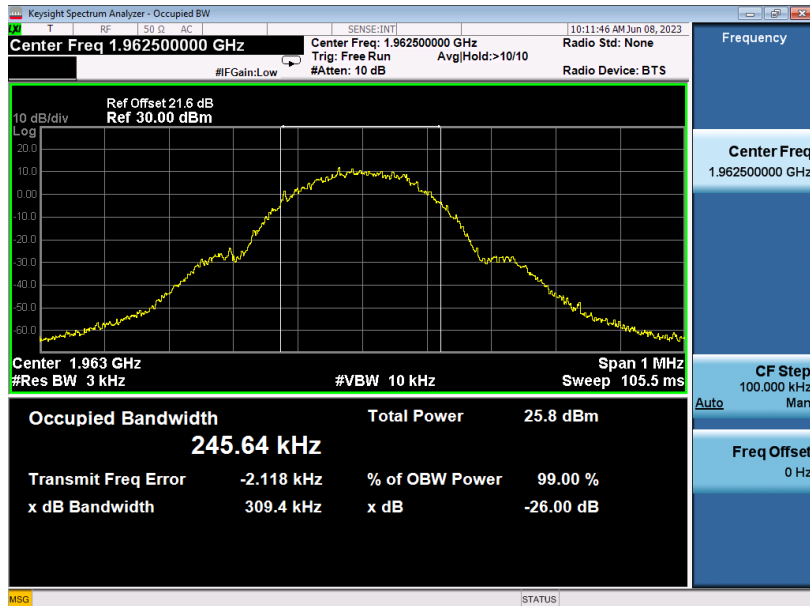 Keysight Spectrum Analyzer - Occupied BW
LXI T RF 50 Ω AC SENSE:INT 10:11:46 AM Jun 08, 2023
Center Freq 1.962500000 GHz
Center Freq: 1.962500000 GHz Radio Std: None
Trig: Free Run Avg|Hold:>10/10
#IFGain:Low #Atten: 10 dB Radio Device: BTS
Ref Offset 21.6 dB
10 dB/div Ref 30.00 dBm
Log
20.0
10.0
0.00
-10.0
-20.0
-30.0
-40.0
-50.0
-60.0
Center 1.963 GHz Span 1 MHz
#Res BW 3 kHz #VBW 10 kHz Sweep 105.5 ms
Occupied Bandwidth Total Power 25.8 dBm
245.64 kHz
Transmit Freq Error -2.118 kHz % of OBW Power 99.00 %
x dB Bandwidth 309.4 kHz x dB -26.00 dB
MSG STATUS
Frequency
Center Freq
1.962500000 GHz
CF Step
100.000 kHz
Auto Man
Freq Offset
0 Hz